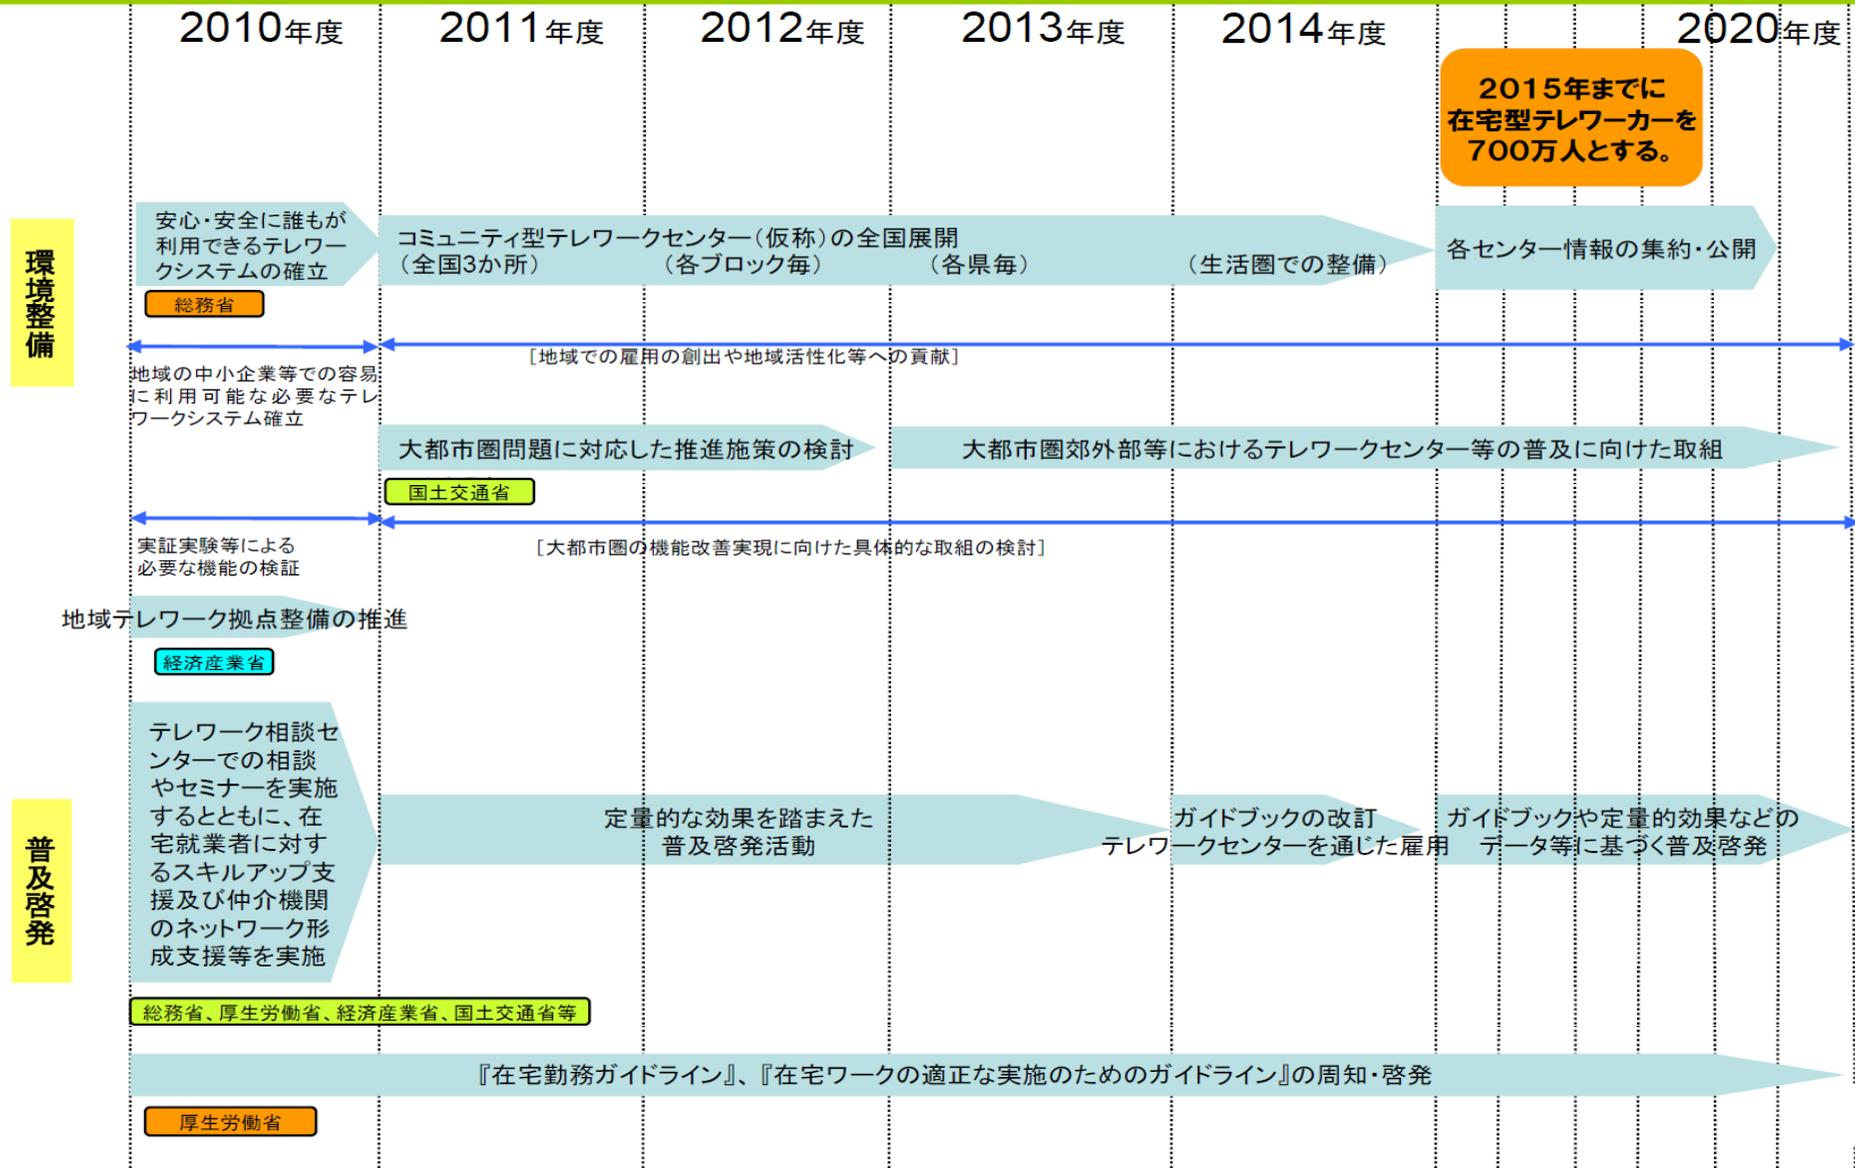 2010年度
2011年度
2012年度
2013年度
2014年度
2020年度
2015年までに
在宅型テレワーカーを
700万人とする。
環境整備
安心・安全に誰もが
利用できるテレワー
クシステムの確立
総務省
コミュニティ型テレワークセンター（仮称）の全国展開
（全国3か所）
（各ブロック毎）
（各県毎）
（生活圏での整備）
各センター情報の集約・公開
地域の中小企業等での容易
に利用可能な必要なテレ
ワークシステム確立
［地域での雇用の創出や地域活性化等への貢献］
大都市圏問題に対応した推進施策の検討
大都市圏郊外部等におけるテレワークセンター等の普及に向けた取組
国土交通省
実証実験等による
必要な機能の検証
［大都市圏の機能改善実現に向けた具体的な取組の検討］
地域テレワーク拠点整備の推進
経済産業省
普及啓発
テレワーク相談セ
ンターでの相談
やセミナーを実施
するとともに、在
宅就業者に対す
るスキルアップ支
援及び仲介機関
のネットワーク形
成支援等を実施
定量的な効果を踏まえた
普及啓発活動
ガイドブックの改訂
テレワークセンターを通じた雇用
ガイドブックや定量的効果などの
データ等に基づく普及啓発
総務省、厚生労働省、経済産業省、国土交通省等
『在宅勤務ガイドライン』、『在宅ワークの適正な実施のためのガイドライン』の周知・啓発
厚生労働省